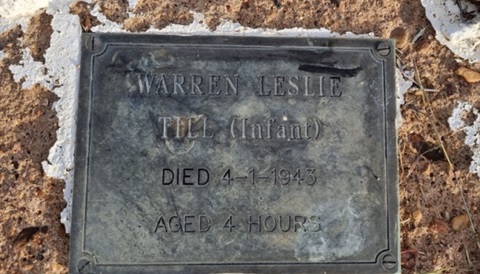 WARREN LESLIE
TILL (Infant)
DIED 4-1-1943
AGED 4 HOURS